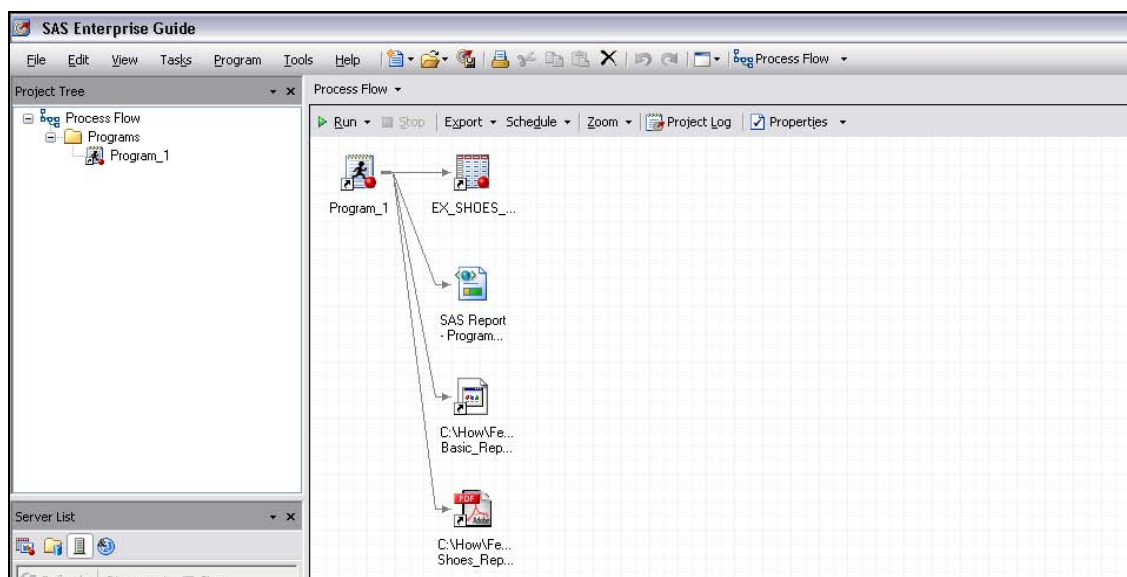 SAS Enterprise Guide
File Edit View Tasks Program Tools Help Process Flow
Project Tree
Process Flow
Programs
Program_1
Process Flow
Run Stop Export Schedule Zoom Project Log Properties
Program_1
EX_SHOES_...
SAS Report
- Program...
C:\How\Fe...
Basic_Rep...
PDF
Adobe
C:\How\Fe...
Shoes_Rep...
Server List